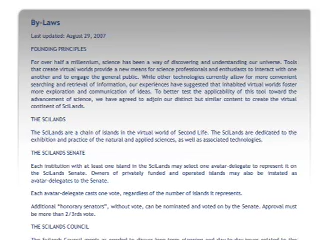 By-Laws
Last updated: August 29, 2007
FOUNDING PRINCIPLES
For over half a millennium, science has been a way of discovering and understanding our universe. Tools
that create virtual worlds provide a new means for science professionals and enthusiasts to interact with one
another and to engage the general public. While other technologies currently allow for more convenient
searching and retrieval of information, our experiences have suggested that inhabited virtual worlds foster
more exploration and communication of ideas. To better test the applicability of this tool toward the
advancement of science, we have agreed to adjoin our distinct but similar content to create the virtual
continent of SciLands.
THE SCILANDS
The SciLands are a chain of islands in the virtual world of Second Life. The SciLands are dedicated to the
exhibition and practice of the natural and applied sciences, as well as associated technologies.
THE SCILANDS SENATE
Each institution with at least one island in the SciLands may select one avatar-delegate to represent it on
the SciLands Senate. Owners of privately funded and operated islands may also be instated as
avatar-delegates to the Senate.
Each avatar-delegate casts one vote, regardless of the number of islands it represents.
Additional "honorary senators", without vote, can be nominated and voted on by the Senate. Approval must
be more than 2/3rds vote.
THE SCILANDS COUNCIL